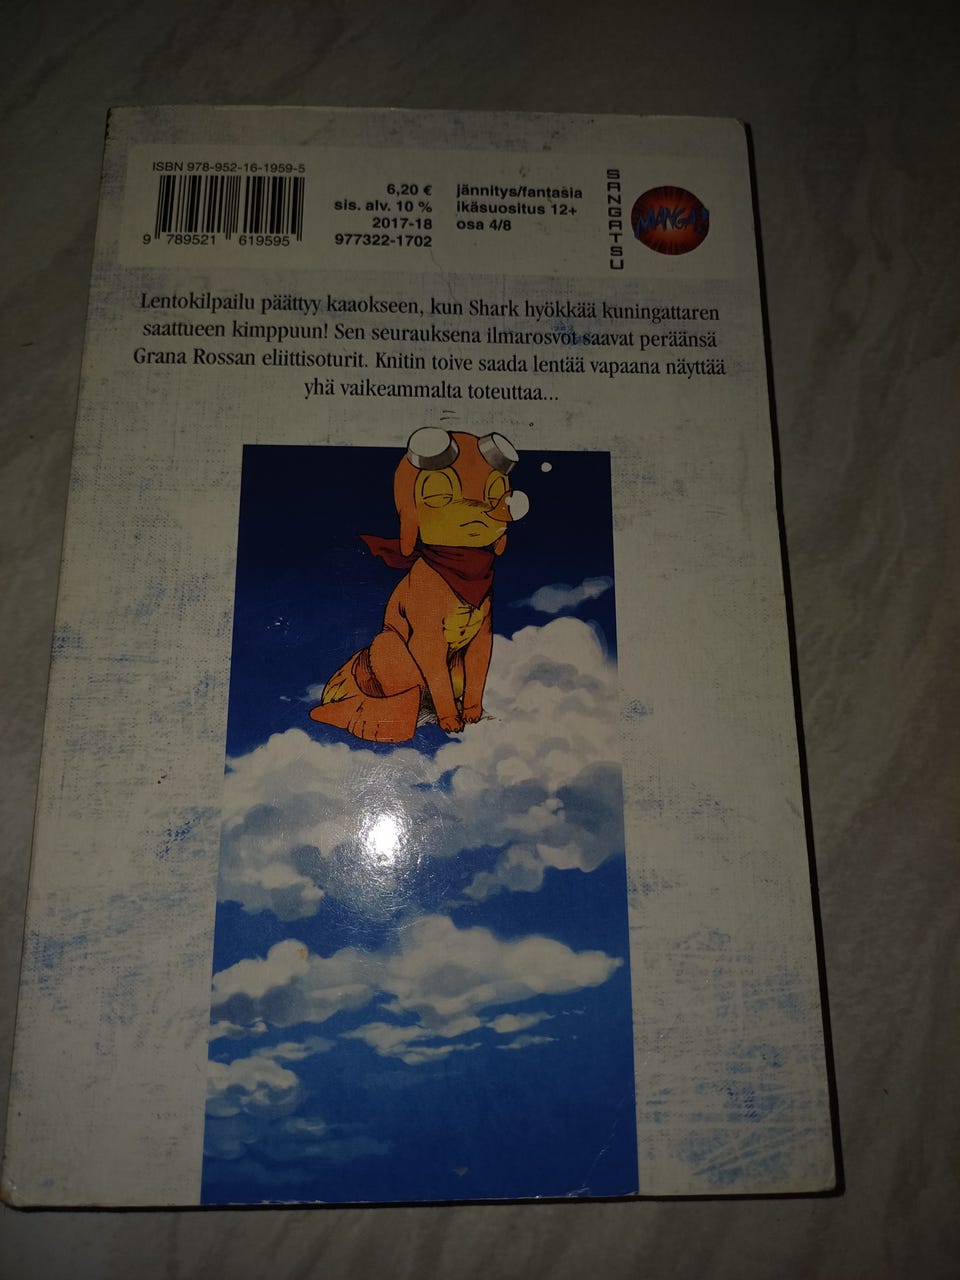 ISBN 978-952-16-1959-5
9 789521 619595
6,20 €
sis. alv. 10 %
2017-18
977322-1702
jännitys/fantasia
ikäsuositus 12+
osa 4/8
SANGATSU
MANGA!
Lentokilpailu päättyy kaaokseen, kun Shark hyökkää kuningattaren
saattueen kimppuun! Sen seurauksena ilmarosvot saavat peräänsä
Grana Rossan eliittisoturit. Knitin toive saada lentää vapaana näyttää
yhä vaikeammalta toteuttaa...